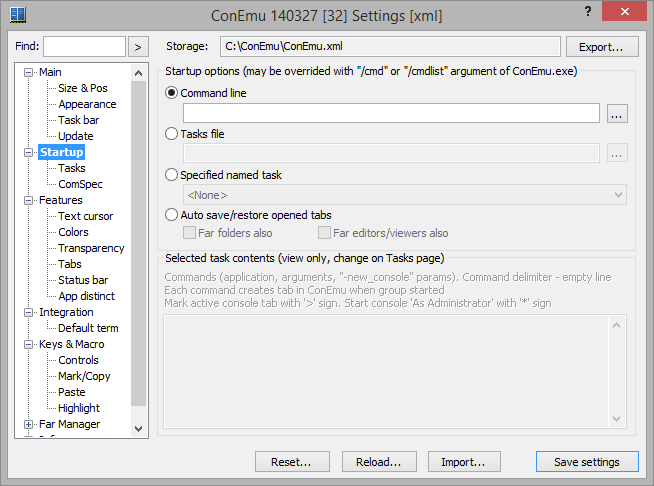 ConEmu 140327 [32] Settings [xml]
?
Find:
>
Storage:
C:\ConEmu\ConEmu.xml
Export...
Main
Size & Pos
Appearance
Task bar
Update
Startup
Tasks
ComSpec
Features
Text cursor
Colors
Transparency
Tabs
Status bar
App distinct
Integration
Default term
Keys & Macro
Controls
Mark/Copy
Paste
Highlight
Far Manager
Startup options (may be overrided with "/cmd" or "/cmdlist" argument of ConEmu.exe)
Command line
...
Tasks file
...
Specified named task
<None>
Auto save/restore opened tabs
Far folders also
Far editors/viewers also
Selected task contents (view only, change on Tasks page)
Commands (application, arguments, "-new_console" params). Command delimiter - empty line
Each command creates tab in ConEmu when group started
Mark active console tab with '>' sign. Start console 'As Administrator' with '*' sign
Reset...
Reload...
Import...
Save settings